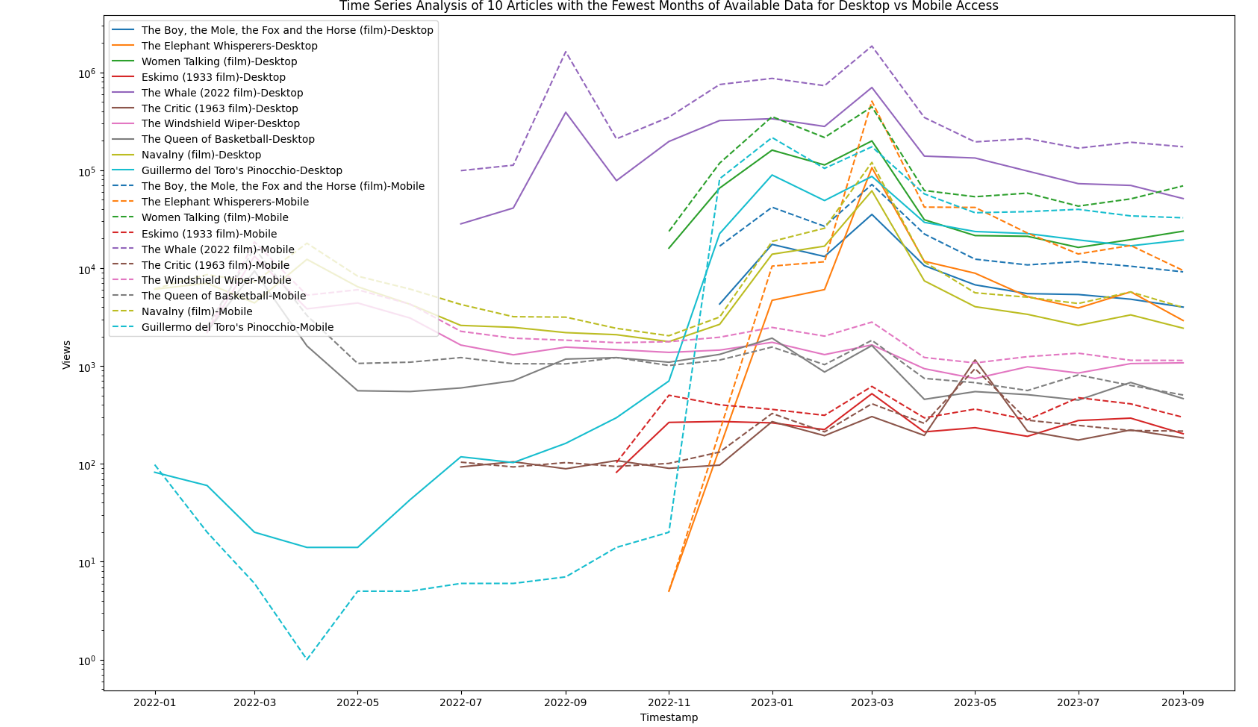 Time Series Analysis of 10 Articles with the Fewest Months of Available Data for Desktop vs Mobile Access
The Boy, the Mole, the Fox and the Horse (film)-Desktop
The Elephant Whisperers-Desktop
Women Talking (film)-Desktop
Eskimo (1933 film)-Desktop
The Whale (2022 film)-Desktop
The Critic (1963 film)-Desktop
The Windshield Wiper-Desktop
The Queen of Basketball-Desktop
Navalny (film)-Desktop
Guillermo del Toro's Pinocchio-Desktop
The Boy, the Mole, the Fox and the Horse (film)-Mobile
The Elephant Whisperers-Mobile
Women Talking (film)-Mobile
Eskimo (1933 film)-Mobile
The Whale (2022 film)-Mobile
The Critic (1963 film)-Mobile
The Windshield Wiper-Mobile
The Queen of Basketball-Mobile
Navalny (film)-Mobile
Guillermo del Toro's Pinocchio-Mobile
10⁶
10⁵
10⁴
10³
10²
10¹
10⁰
Views
2022-01 2022-03 2022-05 2022-07 2022-09 2022-11 2023-01 2023-03 2023-05 2023-07 2023-09
Timestamp